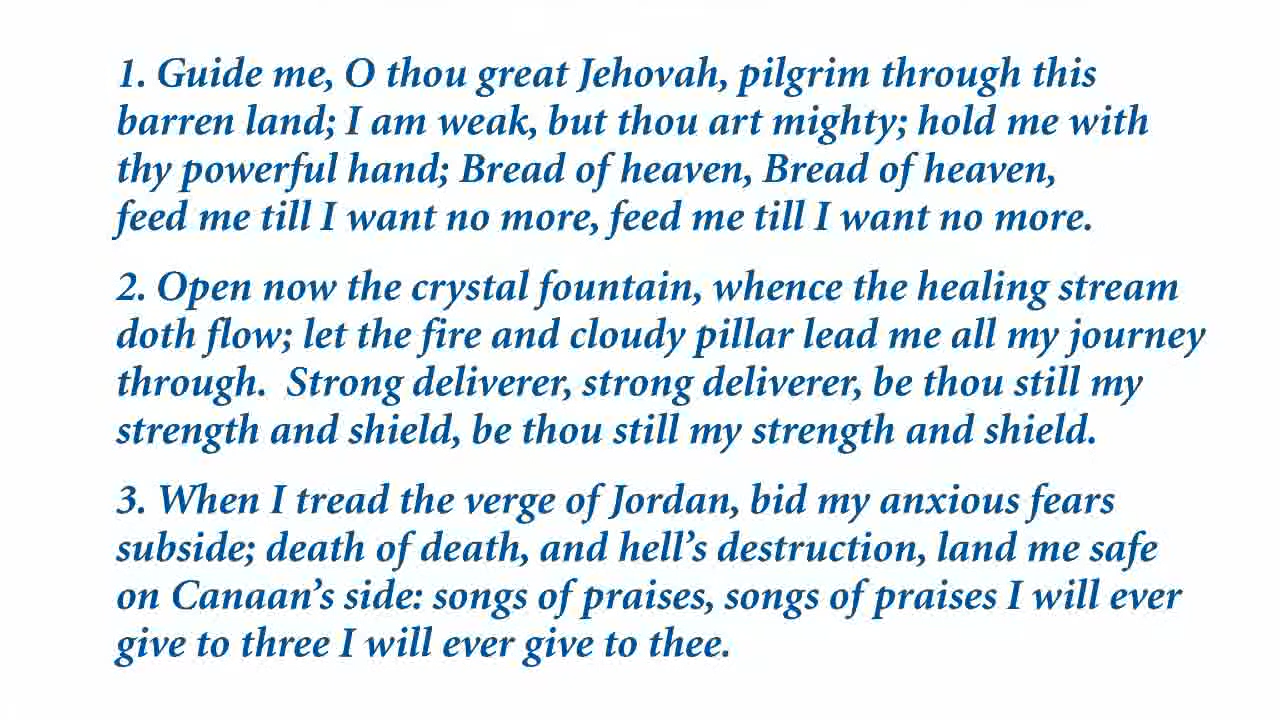 1. Guide me, O thou great Jehovah, pilgrim through this
barren land; I am weak, but thou art mighty; hold me with
thy powerful hand; Bread of heaven, Bread of heaven,
feed me till I want no more, feed me till I want no more.
2. Open now the crystal fountain, whence the healing stream
doth flow; let the fire and cloudy pillar lead me all my journey
through.  Strong deliverer, strong deliverer, be thou still my
strength and shield, be thou still my strength and shield.
3. When I tread the verge of Jordan, bid my anxious fears
subside; death of death, and hell’s destruction, land me safe
on Canaan’s side: songs of praises, songs of praises I will ever
give to three I will ever give to thee.